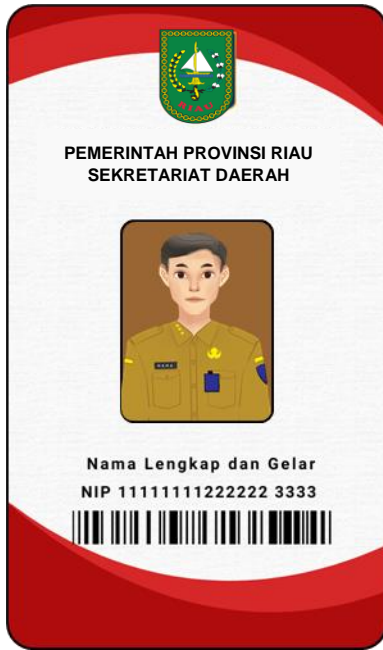 RIAU
PEMERINTAH PROVINSI RIAU
SEKRETARIAT DAERAH
NAMA
Nama Lengkap dan Gelar
NIP 11111111222222 3333